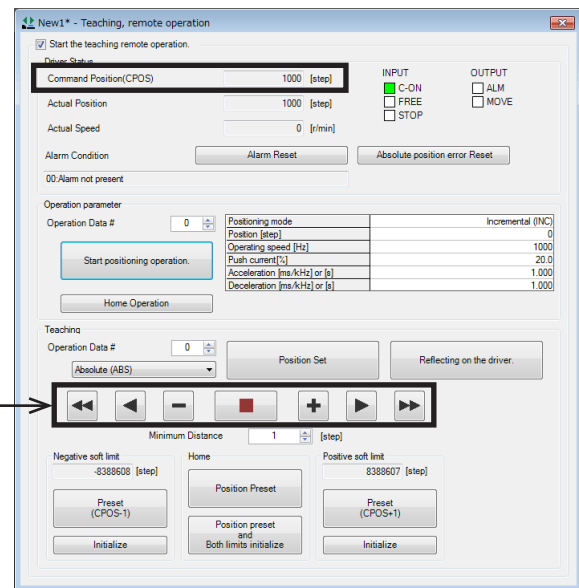 New1* - Teaching, remote operation
Start the teaching remote operation.
Driver Status
Command Position(CPOS) 1000 [step]
INPUT OUTPUT
C-ON ALM
Actual Position 1000 [step] FREE MOVE
STOP
Actual Speed 0 [r/min]
Alarm Condition Alarm Reset Absolute position error Reset
00:Alarm not present
Operation parameter
Operation Data # 0
Positioning mode Incremental (INC)
Position [step] 0
Operating speed [Hz] 1000
Push current[%] 20.0
Acceleration [ms/kHz] or [s] 1.000
Deceleration [ms/kHz] or [s] 1.000
Start positioning operation.
Home Operation
Teaching
Operation Data # 0
Absolute (ABS)
Position Set
Reflecting on the driver.
Minimum Distance 1 [step]
Negative soft limit
-8388608 [step]
Preset
(CPOS-1)
Initialize
Home
Position Preset
Position preset
and
Both limits initialize
Positive soft limit
8388607 [step]
Preset
(CPOS+1)
Initialize